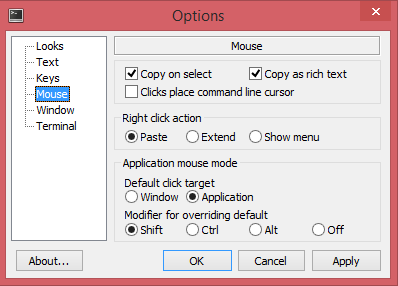 Options
Looks
Text
Keys
Mouse
Window
Terminal
Mouse
Copy on select Copy as rich text
Clicks place command line cursor
Right click action
Paste Extend Show menu
Application mouse mode
Default click target
Window Application
Modifier for overriding default
Shift Ctrl Alt Off
About... OK Cancel Apply